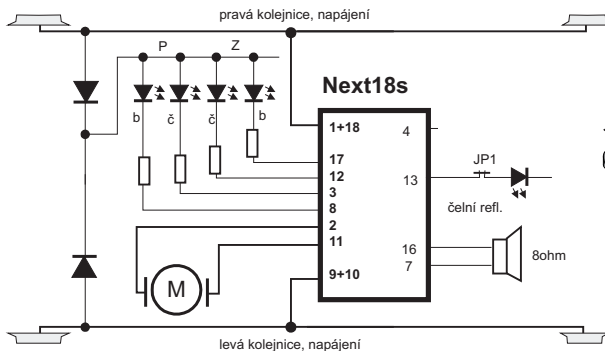 pravá kolejnice, napájení
P Z
b č č b
Next18s
1+18
4
17
12
3
8
2
11
9+10
13
16
7
JP1
čelní refl.
8ohm
M
levá kolejnice, napájení